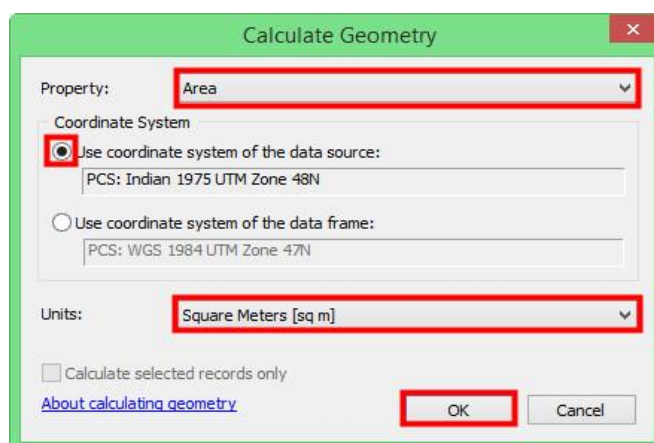 Calculate Geometry
Property: Area
Coordinate System
Use coordinate system of the data source:
PCS: Indian 1975 UTM Zone 48N
Use coordinate system of the data frame:
PCS: WGS 1984 UTM Zone 47N
Units: Square Meters [sq m]
Calculate selected records only
About calculating geometry OK Cancel